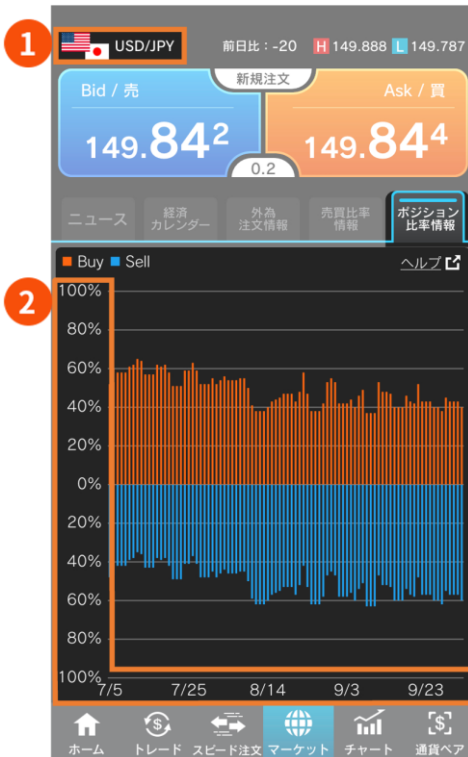 1
USD/JPY
前日比：-20
H 149.888
L 149.787
新規注文
Bid / 売
Ask / 買
149.842
149.844
0.2
ニュース
経済
カレンダー
外為
注文情報
売買比率
情報
ポジション
比率情報
Buy
Sell
ヘルプ
2
100%
80%
60%
40%
20%
0%
20%
40%
60%
80%
100%
7/5 7/25 8/14 9/3 9/23
ホーム
トレード
スピード注文
マーケット
チャート
通貨ペア